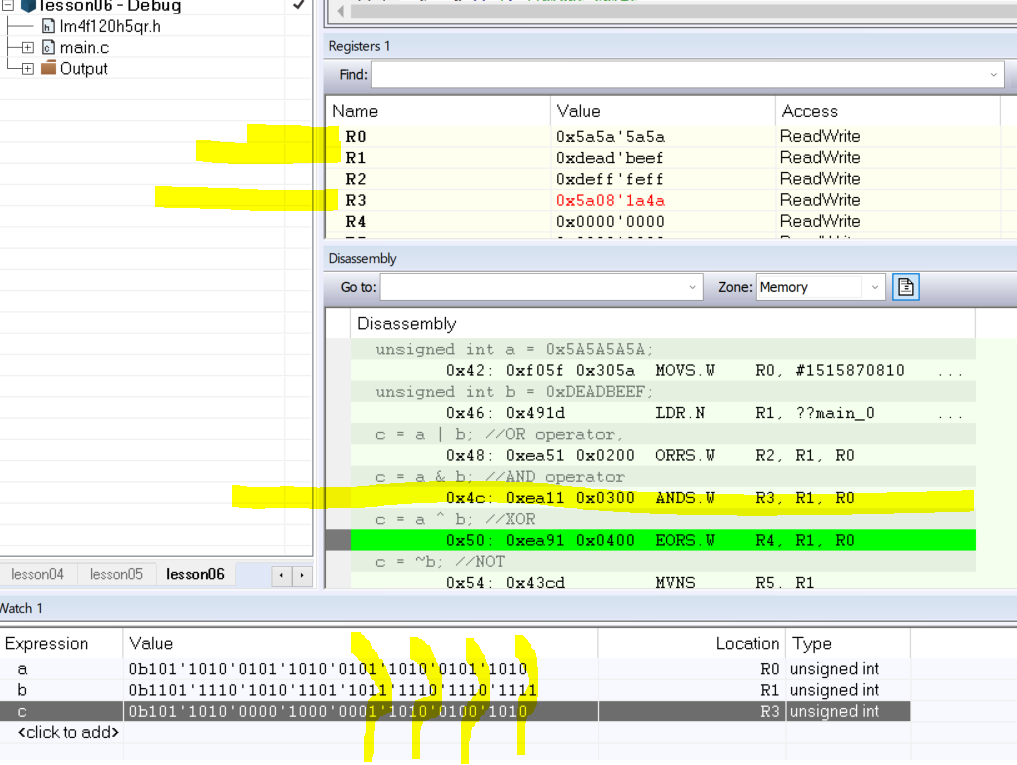 lesson06 - Debug
lm4f120h5qr.h
main.c
Output
lesson04 lesson05 lesson06
Registers 1
Find:
Name Value Access
R0 0x5a5a'5a5a ReadWrite
R1 0xdead'beef ReadWrite
R2 0xdeff'feff ReadWrite
R3 0x5a08'1a4a ReadWrite
R4 0x0000'0000 ReadWrite
Disassembly
Go to: Zone: Memory
Disassembly
unsigned int a = 0x5A5A5A5A;
0x42: 0xf05f 0x305a MOVS.W R0, #1515870810 ...
unsigned int b = 0xDEADBEEF;
0x46: 0x491d LDR.N R1, ??main_0 ...
c = a | b; //OR operator,
0x48: 0xea51 0x0200 ORRS.W R2, R1, R0
c = a & b; //AND operator
0x4c: 0xea11 0x0300 ANDS.W R3, R1, R0
c = a ^ b; //XOR
0x50: 0xea91 0x0400 EORS.W R4, R1, R0
c = ~b; //NOT
0x54: 0x43cd MVNS R5, R1
Watch 1
Expression Value Location Type
a 0b101'1010'0101'1010'0101'1010'0101'1010 R0 unsigned int
b 0b1101'1110'1010'1101'1011'1110'1110'1111 R1 unsigned int
c 0b101'1010'0000'1000'0001'1010'0100'1010 R3 unsigned int
<click to add>